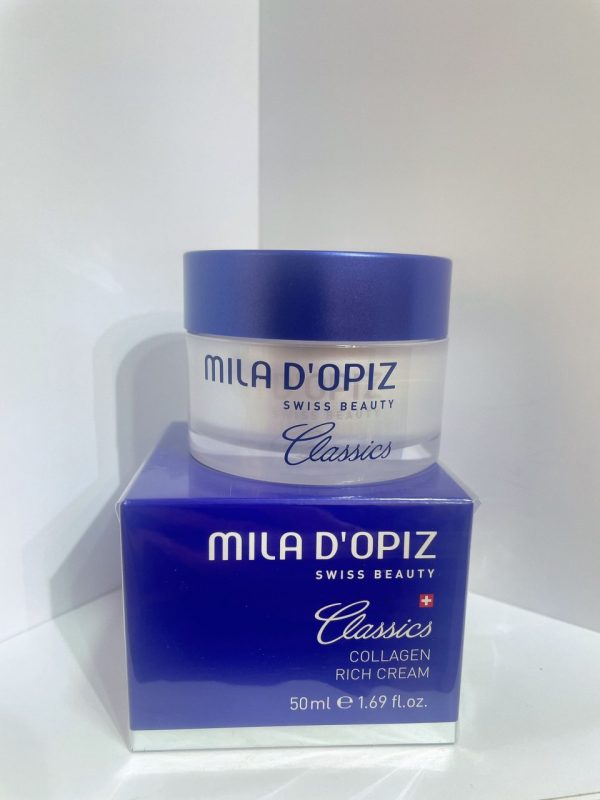 MILA D'OPIZ
SWISS BEAUTY
Classics
MILA D'OPIZ
SWISS BEAUTY
Classics
COLLAGEN
RICH CREAM
50ml ℮ 1.69 fl.oz.